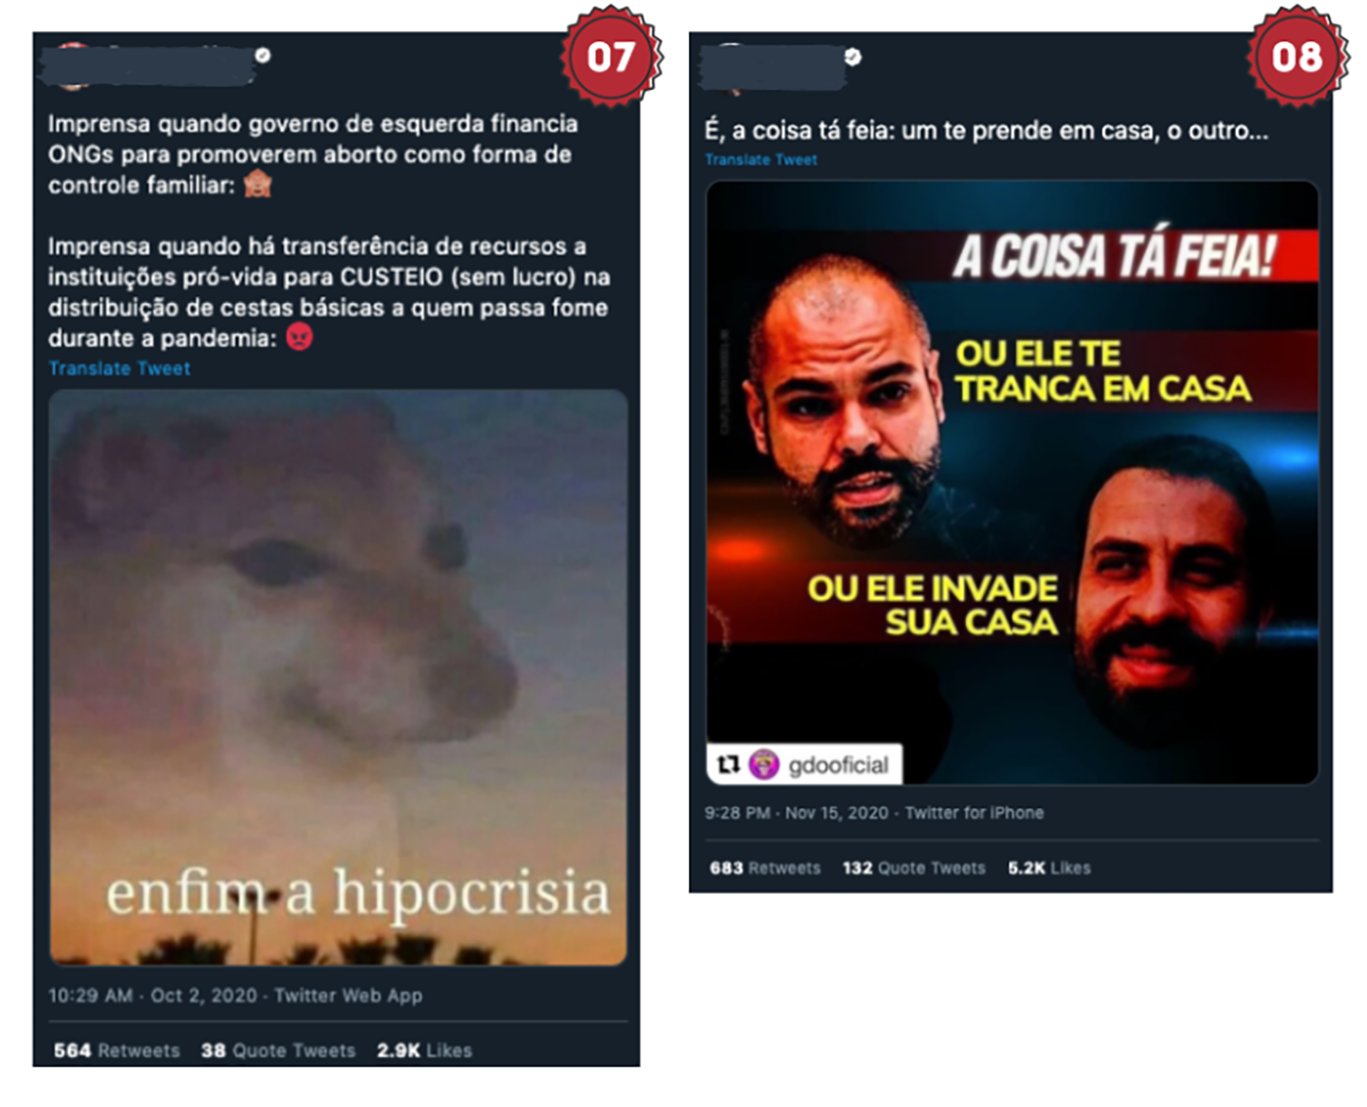 07
Imprensa quando governo de esquerda financia
ONGs para promoverem aborto como forma de
controle familiar: 🙈
Imprensa quando há transferência de recursos a
instituições pró-vida para CUSTEIO (sem lucro) na
distribuição de cestas básicas a quem passa fome
durante a pandemia: 😡
Translate Tweet
enfim a hipocrisia
10:29 AM · Oct 2, 2020 · Twitter Web App
564 Retweets 38 Quote Tweets 2.9K Likes
08
É, a coisa tá feia: um te prende em casa, o outro...
Translate Tweet
A COISA TÁ FEIA!
OU ELE TE
TRANCA EM CASA
OU ELE INVADE
SUA CASA
gdooficial
9:28 PM · Nov 15, 2020 · Twitter for iPhone
683 Retweets 132 Quote Tweets 5.2K Likes